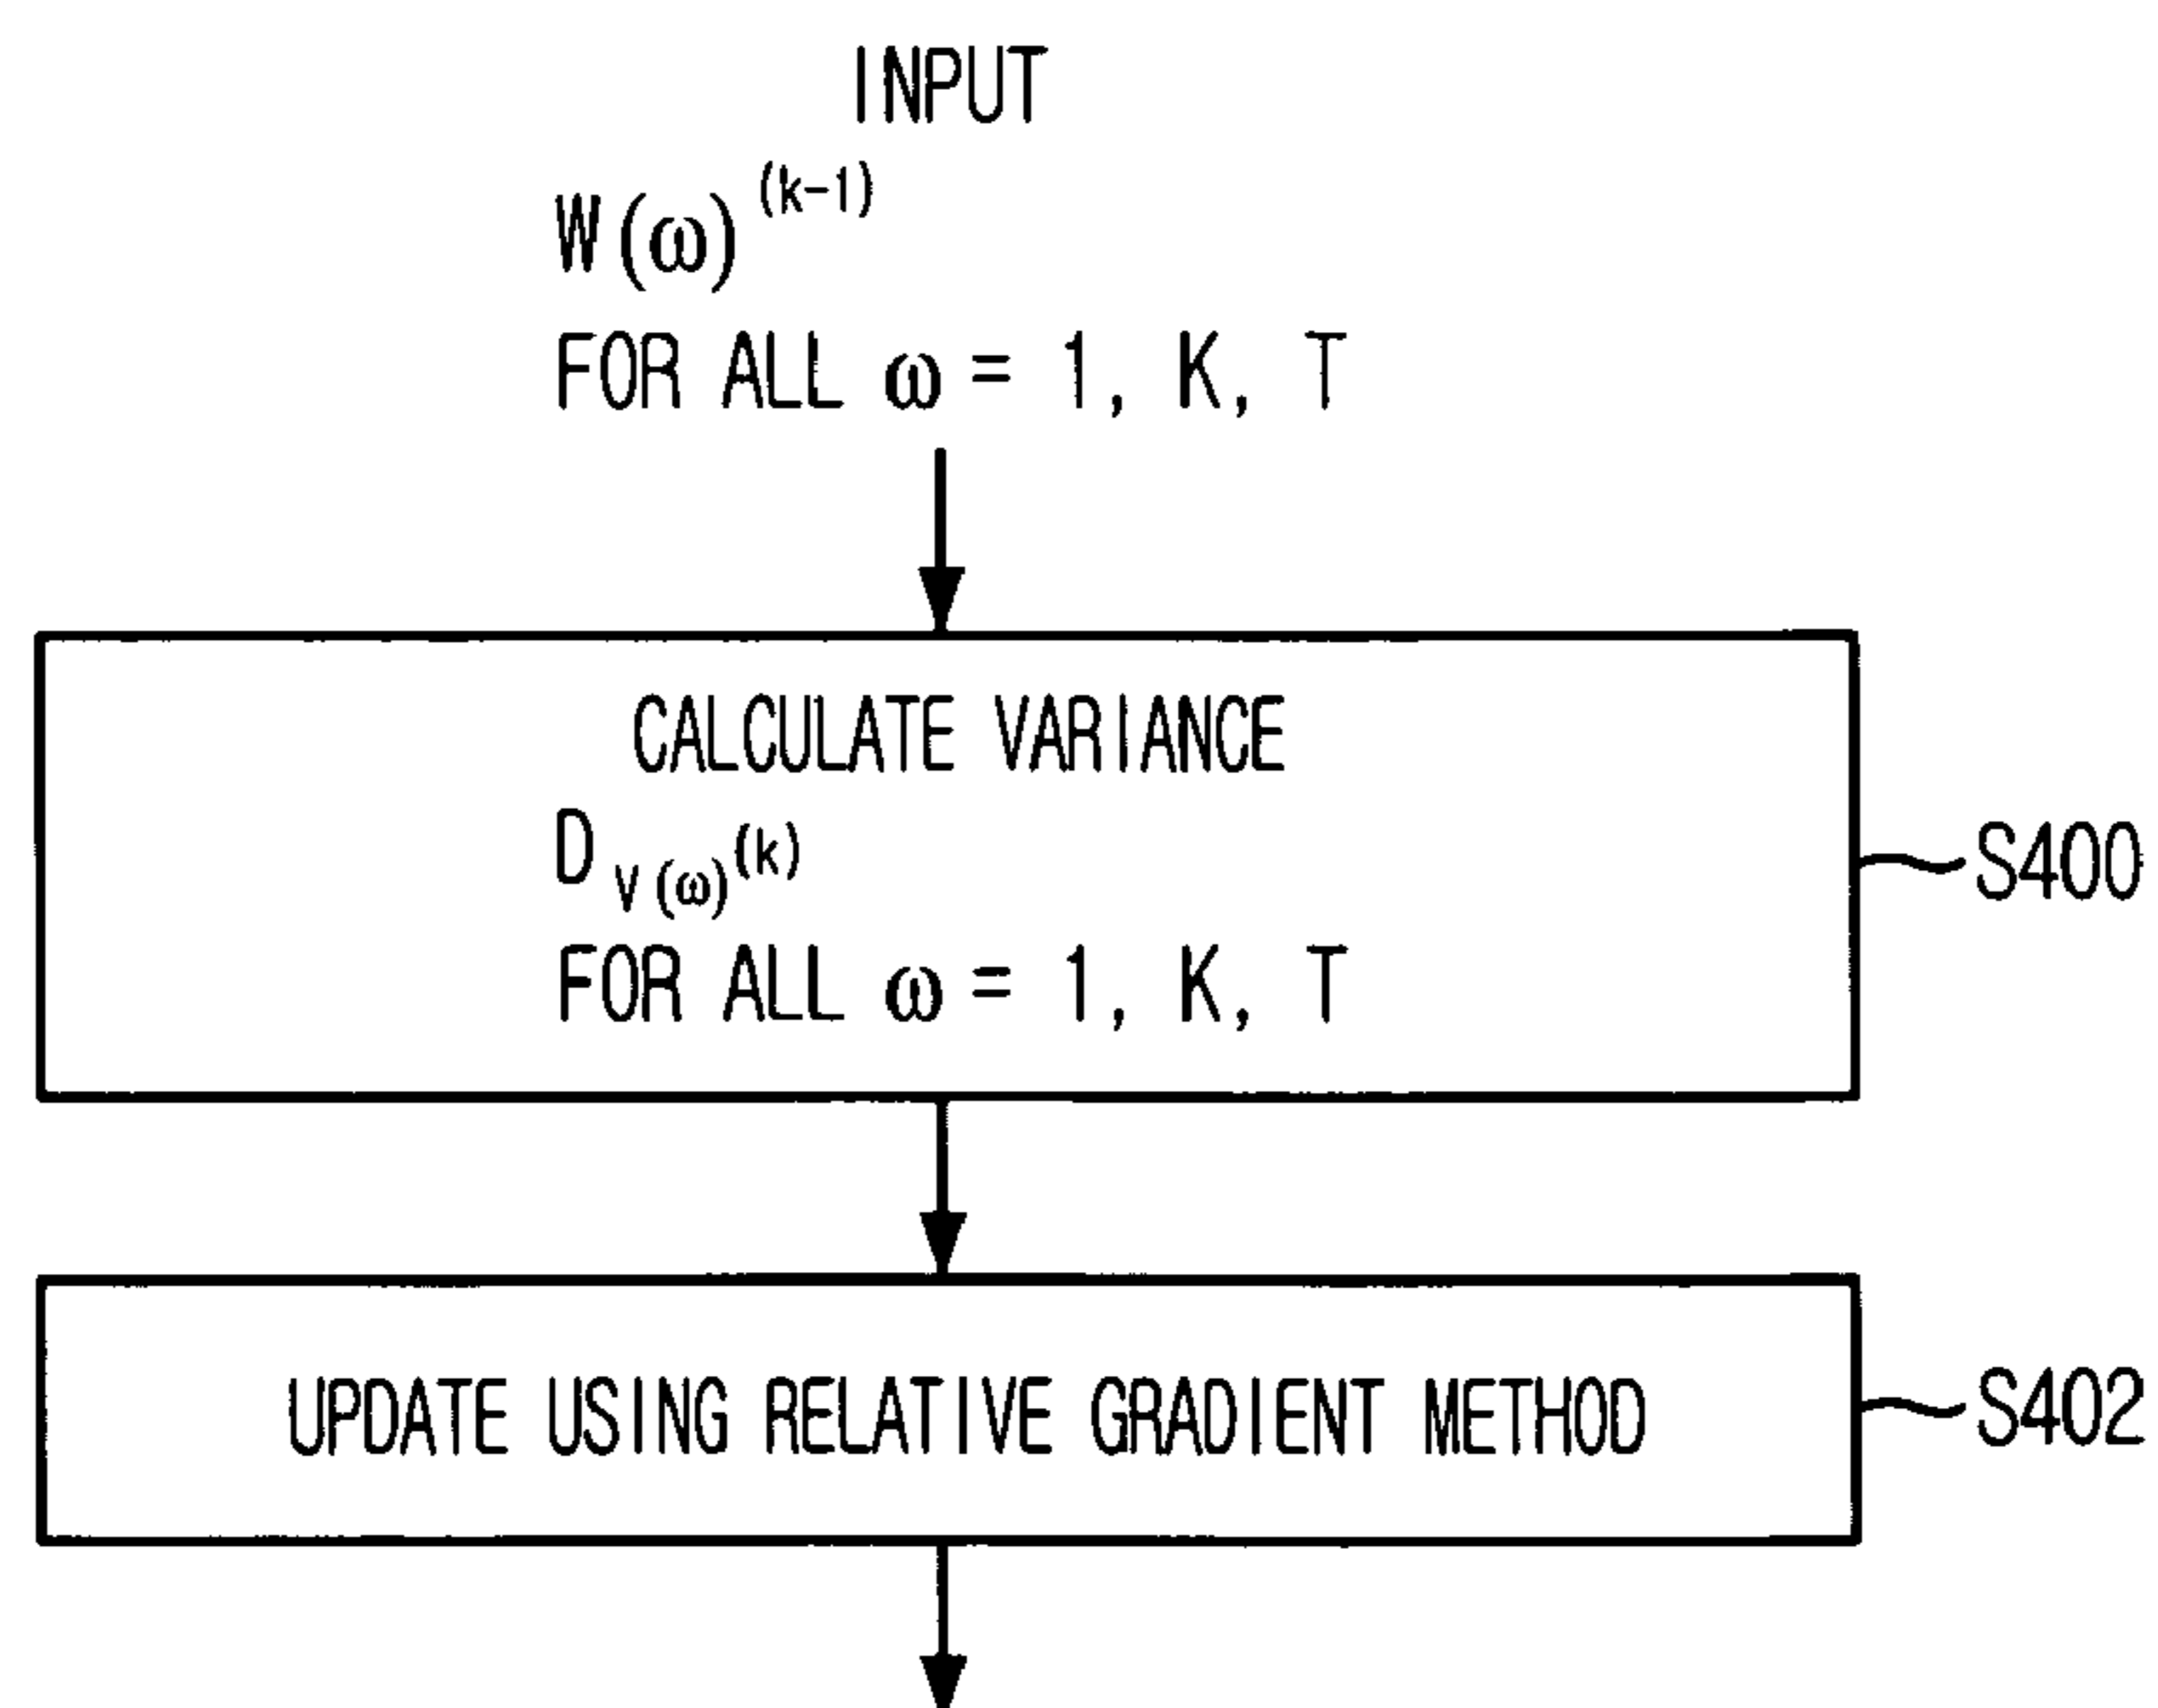 INPUT
W(ω)^(k-1)
FOR ALL ω = 1, K, T
CALCULATE VARIANCE
D_V(ω)^(k)
FOR ALL ω = 1, K, T
S400
UPDATE USING RELATIVE GRADIENT METHOD
S402